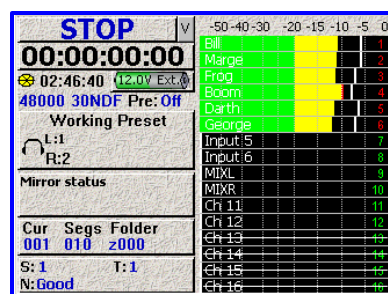 STOP V
00:00:00:00
02:46:40 12.0V Ext.
48000 30NDF Pre: Off
Working Preset
L:1
R:2
Mirror status
Cur Segs Folder
001 010 z000
S: 1 T: 1
N: Good
-50 -40 -30 -20 -15 -10 -5 0
Bill 1
Marge 2
Frog 3
Boom 4
Darth 5
George 6
Input 5 7
Input 6 8
MIXL 9
MIXR 10
Ch 11 11
Ch 12 12
Ch 13 13
Ch 14 14
Ch 15 15
Ch 16 16